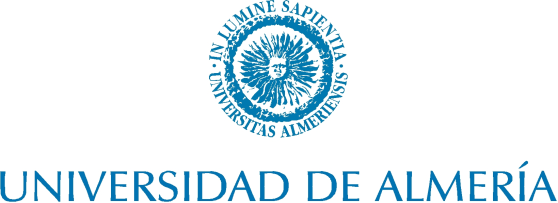 · IN LUMINE SAPIENTIA ·
UNIVERSITAS ALMERIENSIS
UNIVERSIDAD DE ALMERÍA